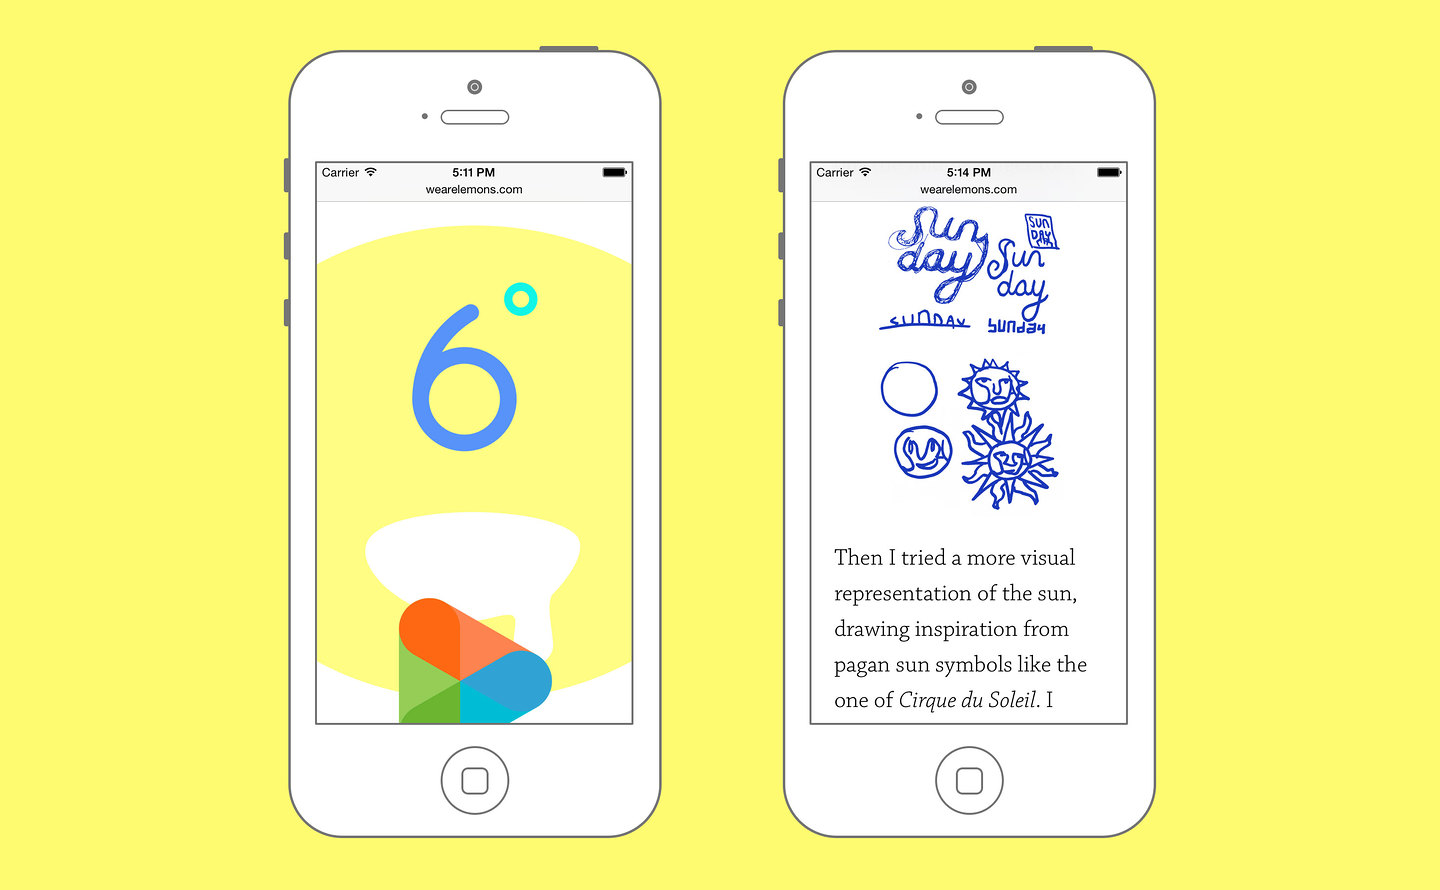 Carrier 5:11 PM
wearelemons.com
6°
Carrier 5:14 PM
wearelemons.com
Sun
day
SUN
DAY
Sun
day
SUNDAY
sunday
Then I tried a more visual
representation of the sun,
drawing inspiration from
pagan sun symbols like the
one of Cirque du Soleil. I